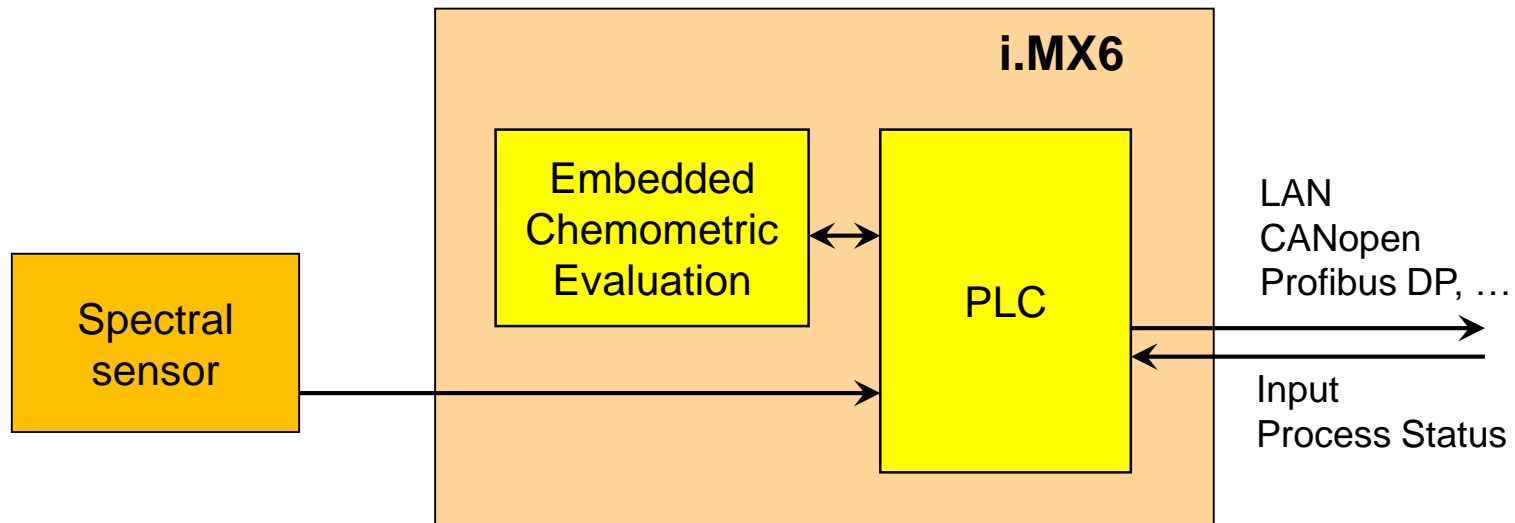 i.MX6
Embedded
Chemometric
Evaluation
PLC
Spectral
sensor
LAN
CANopen
Profibus DP, …
Input
Process Status